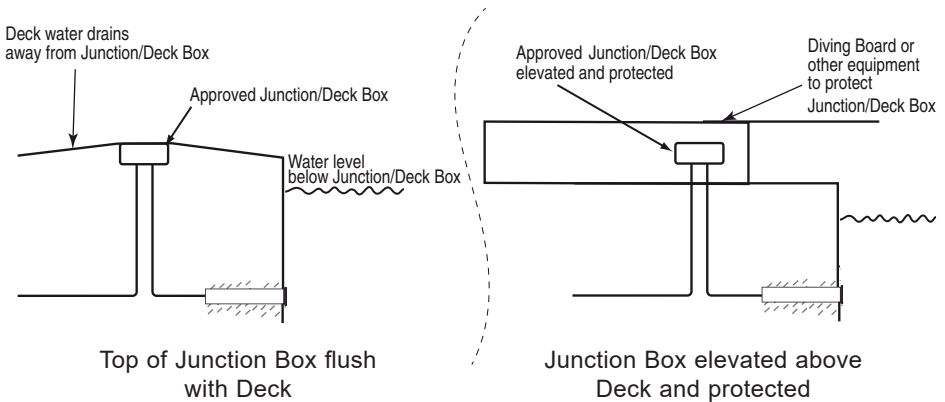 Deck water drains
away from Junction/Deck Box
Approved Junction/Deck Box
Water level
below Junction/Deck Box
Top of Junction Box flush
with Deck
Approved Junction/Deck Box
elevated and protected
Diving Board or
other equipment
to protect
Junction/Deck Box
Junction Box elevated above
Deck and protected